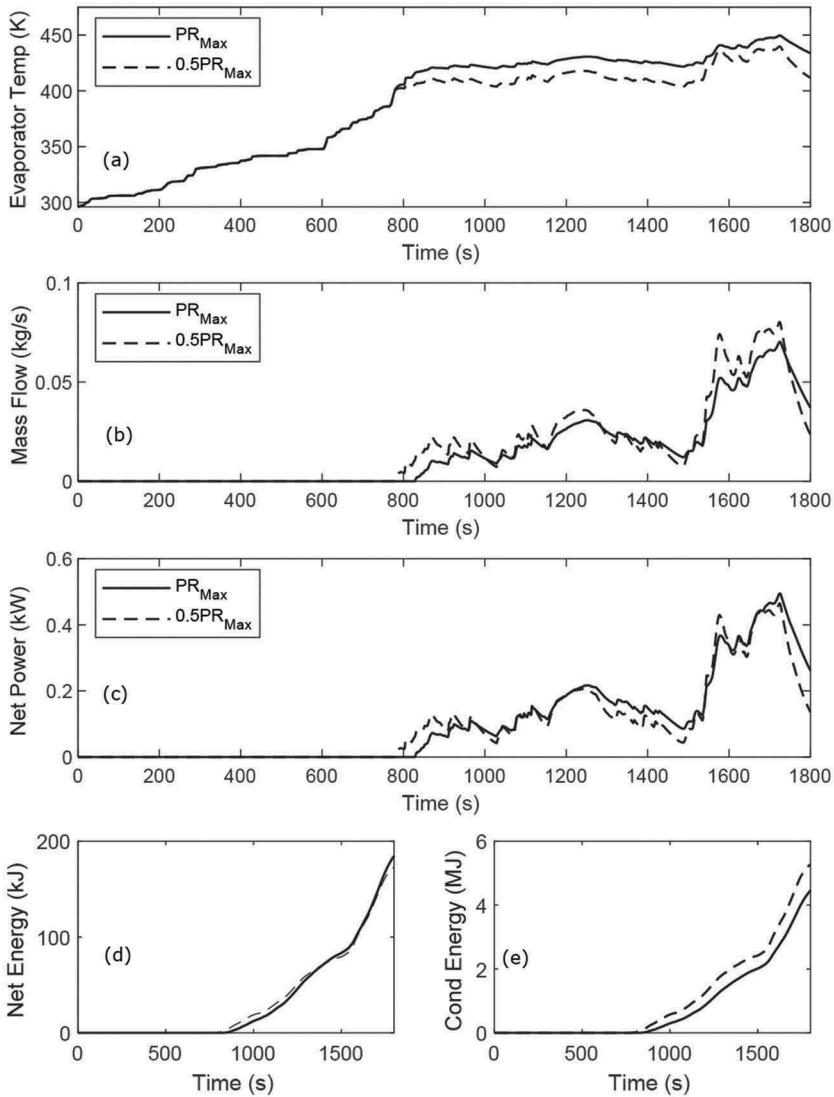 450
400
350
300
Evaporator Temp (K)
PR_Max
0.5PR_Max
(a)
0 200 400 600 800 1000 1200 1400 1600 1800
Time (s)
0.1
0.05
0
Mass Flow (kg/s)
PR_Max
0.5PR_Max
(b)
0 200 400 600 800 1000 1200 1400 1600 1800
Time (s)
0.6
0.4
0.2
0
Net Power (kW)
PR_Max
0.5PR_Max
(c)
0 200 400 600 800 1000 1200 1400 1600 1800
Time (s)
200
100
0
Net Energy (kJ)
(d)
0 500 1000 1500
Time (s)
6
4
2
0
Cond Energy (MJ)
(e)
0 500 1000 1500
Time (s)